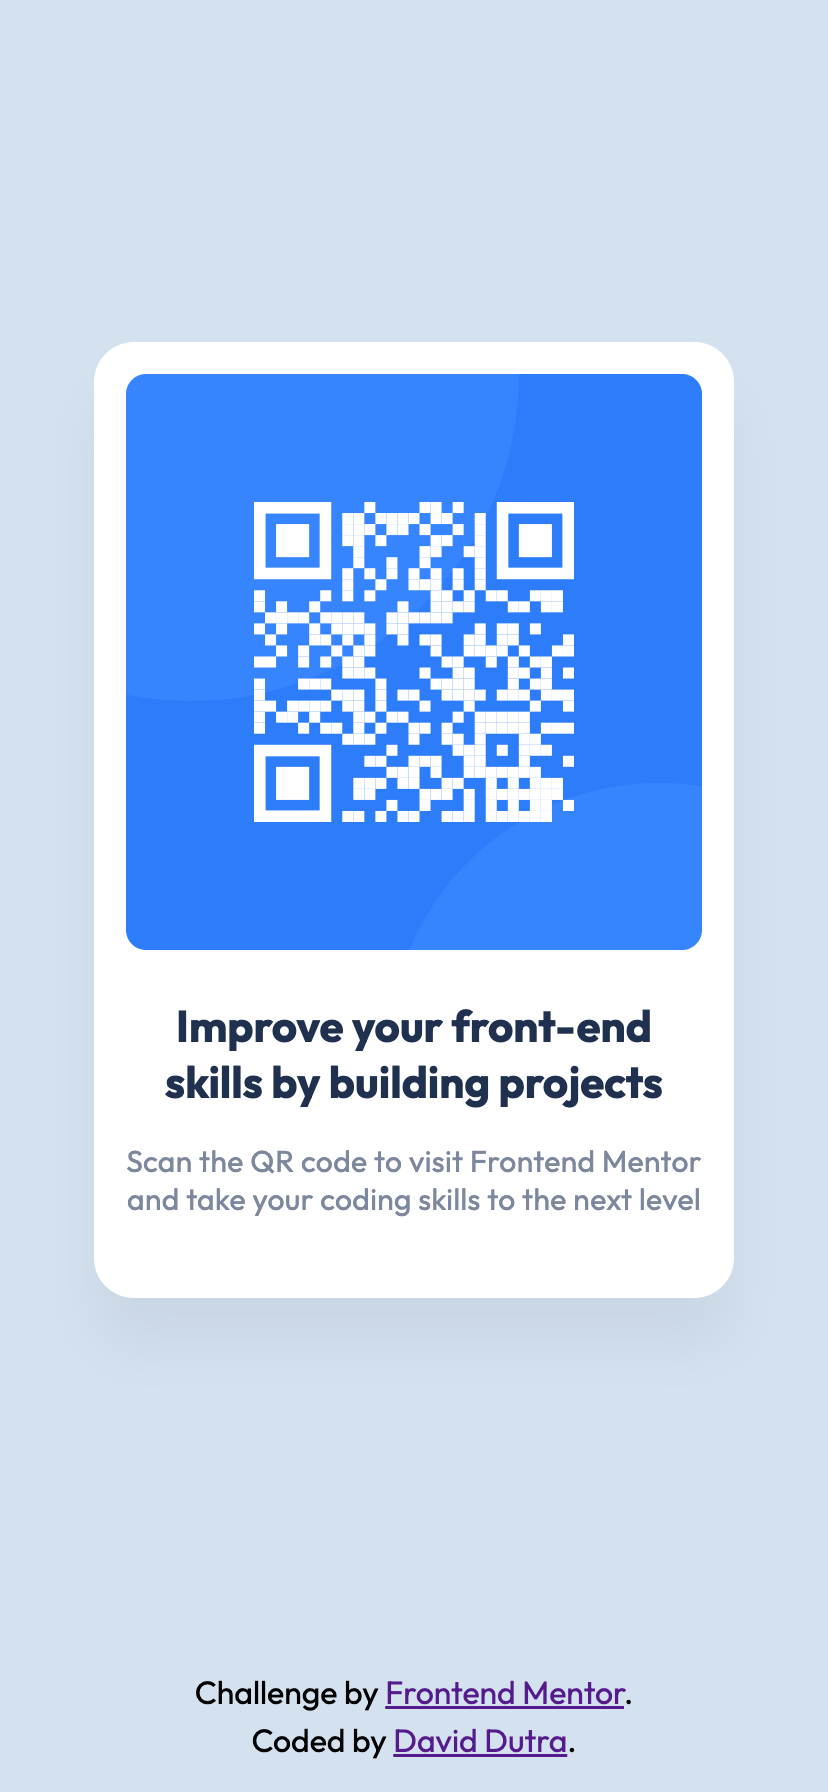 Improve your front-end
skills by building projects
Scan the QR code to visit Frontend Mentor
and take your coding skills to the next level
Challenge by Frontend Mentor.
Coded by David Dutra.